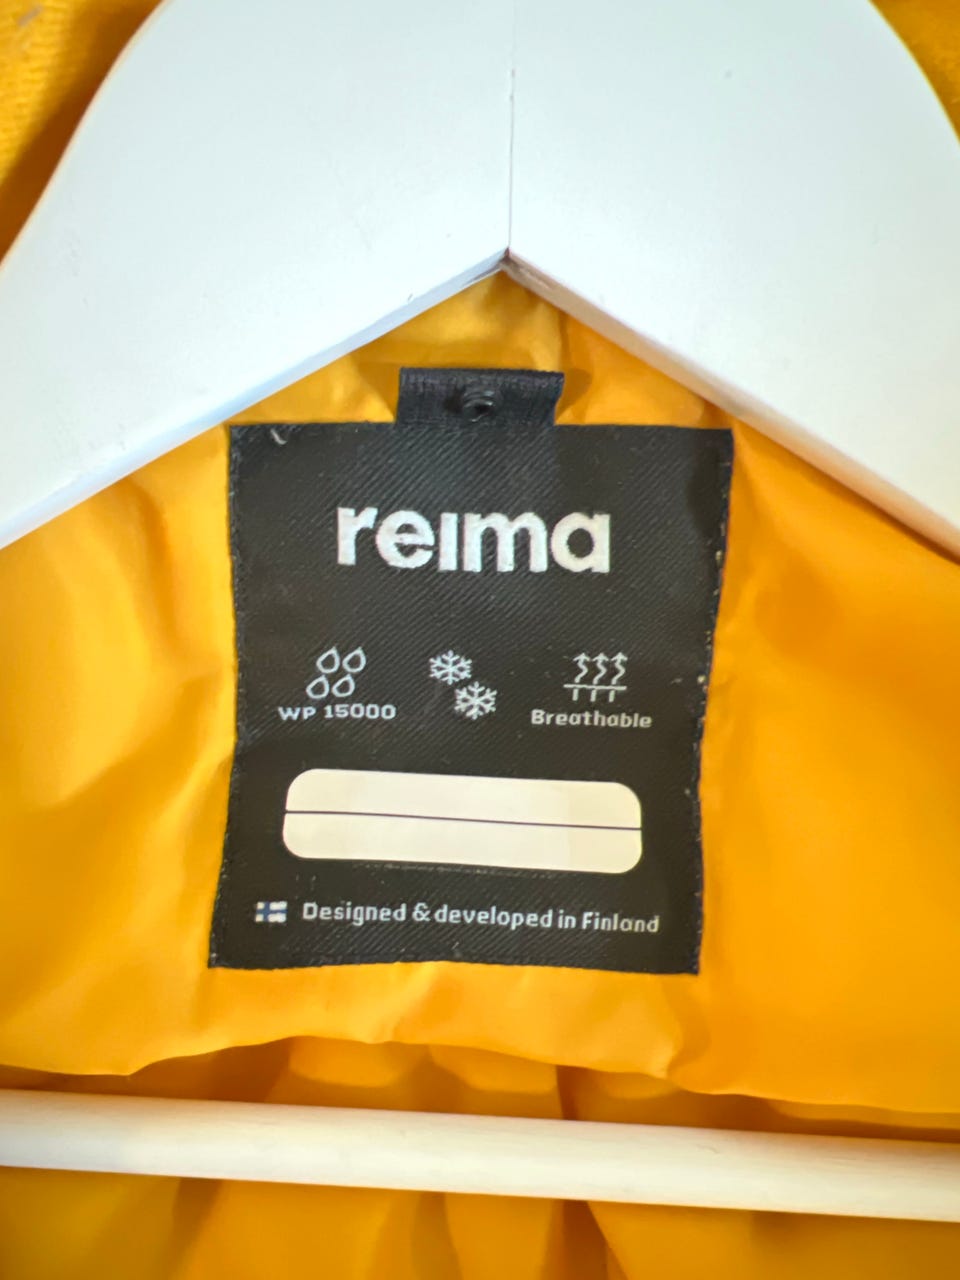 reima
WP 15000
Breathable
Designed & developed in Finland